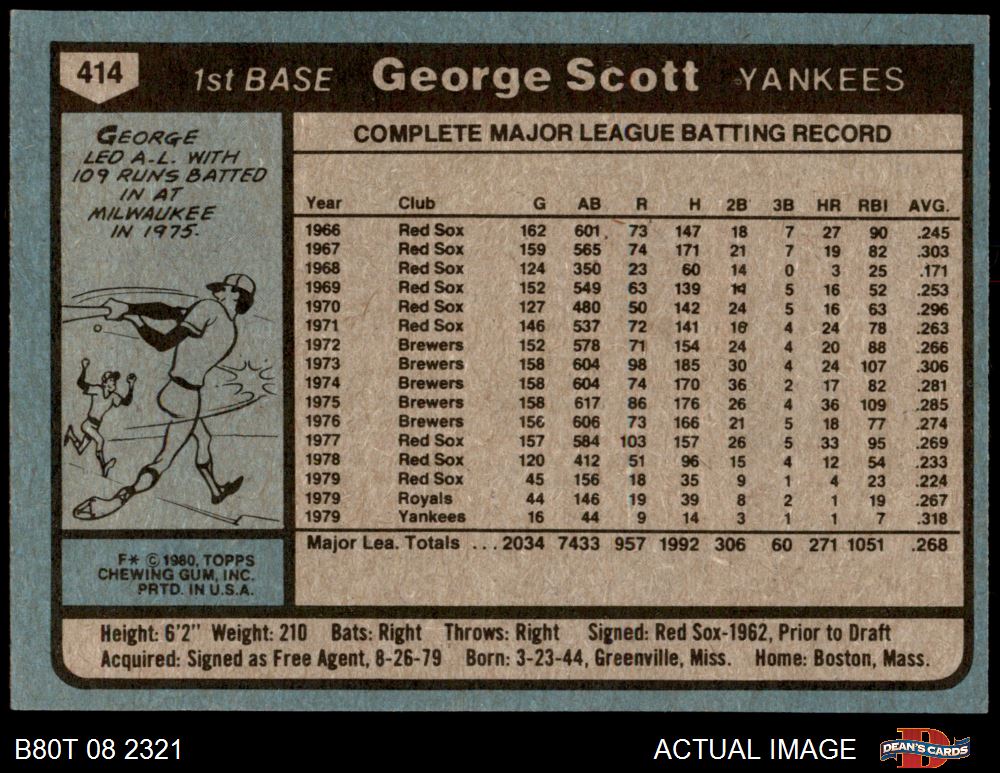 414 1st BASE George Scott YANKEES
GEORGE
LED A.L. WITH
109 RUNS BATTED
IN AT
MILWAUKEE
IN 1975.
COMPLETE MAJOR LEAGUE BATTING RECORD
Year Club G AB R H 2B 3B HR RBI AVG.
1966 Red Sox 162 601 73 147 18 7 27 90 .245
1967 Red Sox 159 565 74 171 21 7 19 82 .303
1968 Red Sox 124 350 23 60 14 0 3 25 .171
1969 Red Sox 152 549 63 139 14 5 16 52 .253
1970 Red Sox 127 480 50 142 24 5 16 63 .296
1971 Red Sox 146 537 72 141 16 4 24 78 .263
1972 Brewers 152 578 71 154 24 4 20 88 .266
1973 Brewers 158 604 98 185 30 4 24 107 .306
1974 Brewers 158 604 74 170 36 2 17 82 .281
1975 Brewers 158 617 86 176 26 4 36 109 .285
1976 Brewers 156 606 73 166 21 5 18 77 .274
1977 Red Sox 157 584 103 157 26 5 33 95 .269
1978 Red Sox 120 412 51 96 15 4 12 54 .233
1979 Red Sox 45 156 18 35 9 1 4 23 .224
1979 Royals 44 146 19 39 8 2 1 19 .267
1979 Yankees 16 44 9 14 3 1 1 7 .318
Major Lea. Totals ...2034 7433 957 1992 306 60 271 1051 .268
F* © 1980, TOPPS
CHEWING GUM, INC.
PRTD. IN U.S.A.
Height: 6'2" Weight: 210 Bats: Right Throws: Right Signed: Red Sox-1962, Prior to Draft
Acquired: Signed as Free Agent, 8-26-79 Born: 3-23-44, Greenville, Miss. Home: Boston, Mass.
B80T 08 2321 ACTUAL IMAGE DEAN'S CARDS